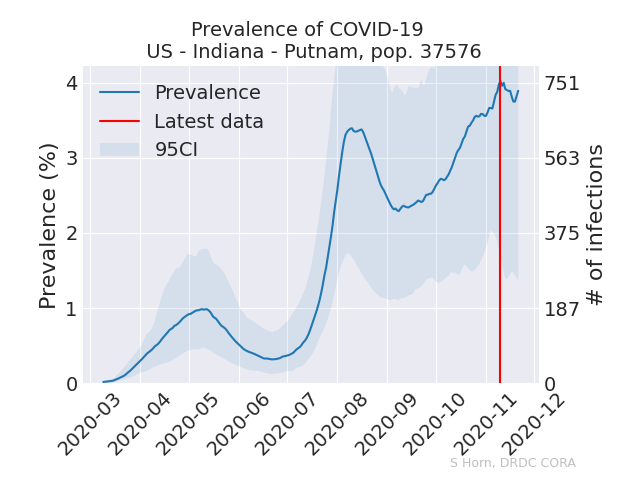 Prevalence of COVID-19
US - Indiana - Putnam, pop. 37576
Prevalence
Latest data
95CI
Prevalence (%)
4
3
2
1
0
751
563
375
187
0
# of infections
2020-03
2020-04
2020-05
2020-06
2020-07
2020-08
2020-09
2020-10
2020-11
2020-12
S Horn, DRDC CORA